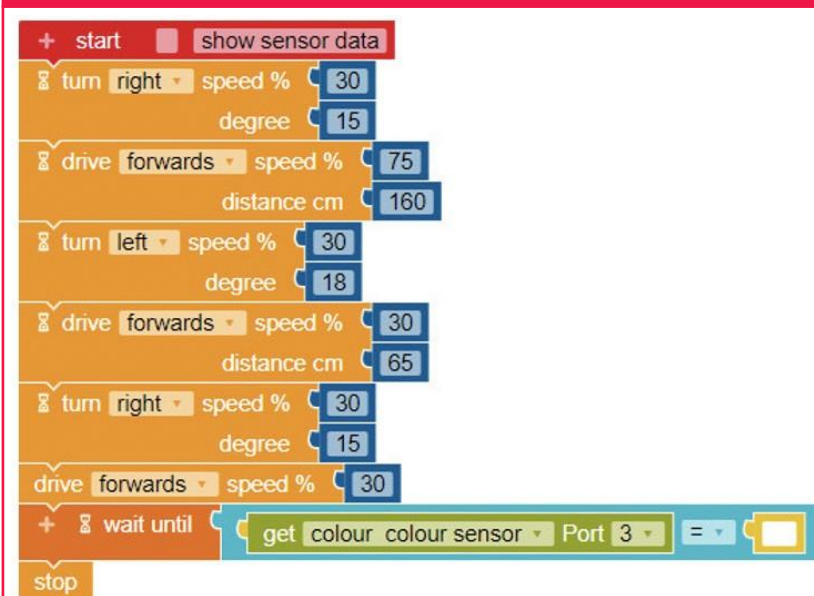 + start show sensor data
turn right speed % 30
degree 15
drive forwards speed % 75
distance cm 160
turn left speed % 30
degree 18
drive forwards speed % 30
distance cm 65
turn right speed % 30
degree 15
drive forwards speed % 30
+ wait until get colour colour sensor Port 3 =
stop